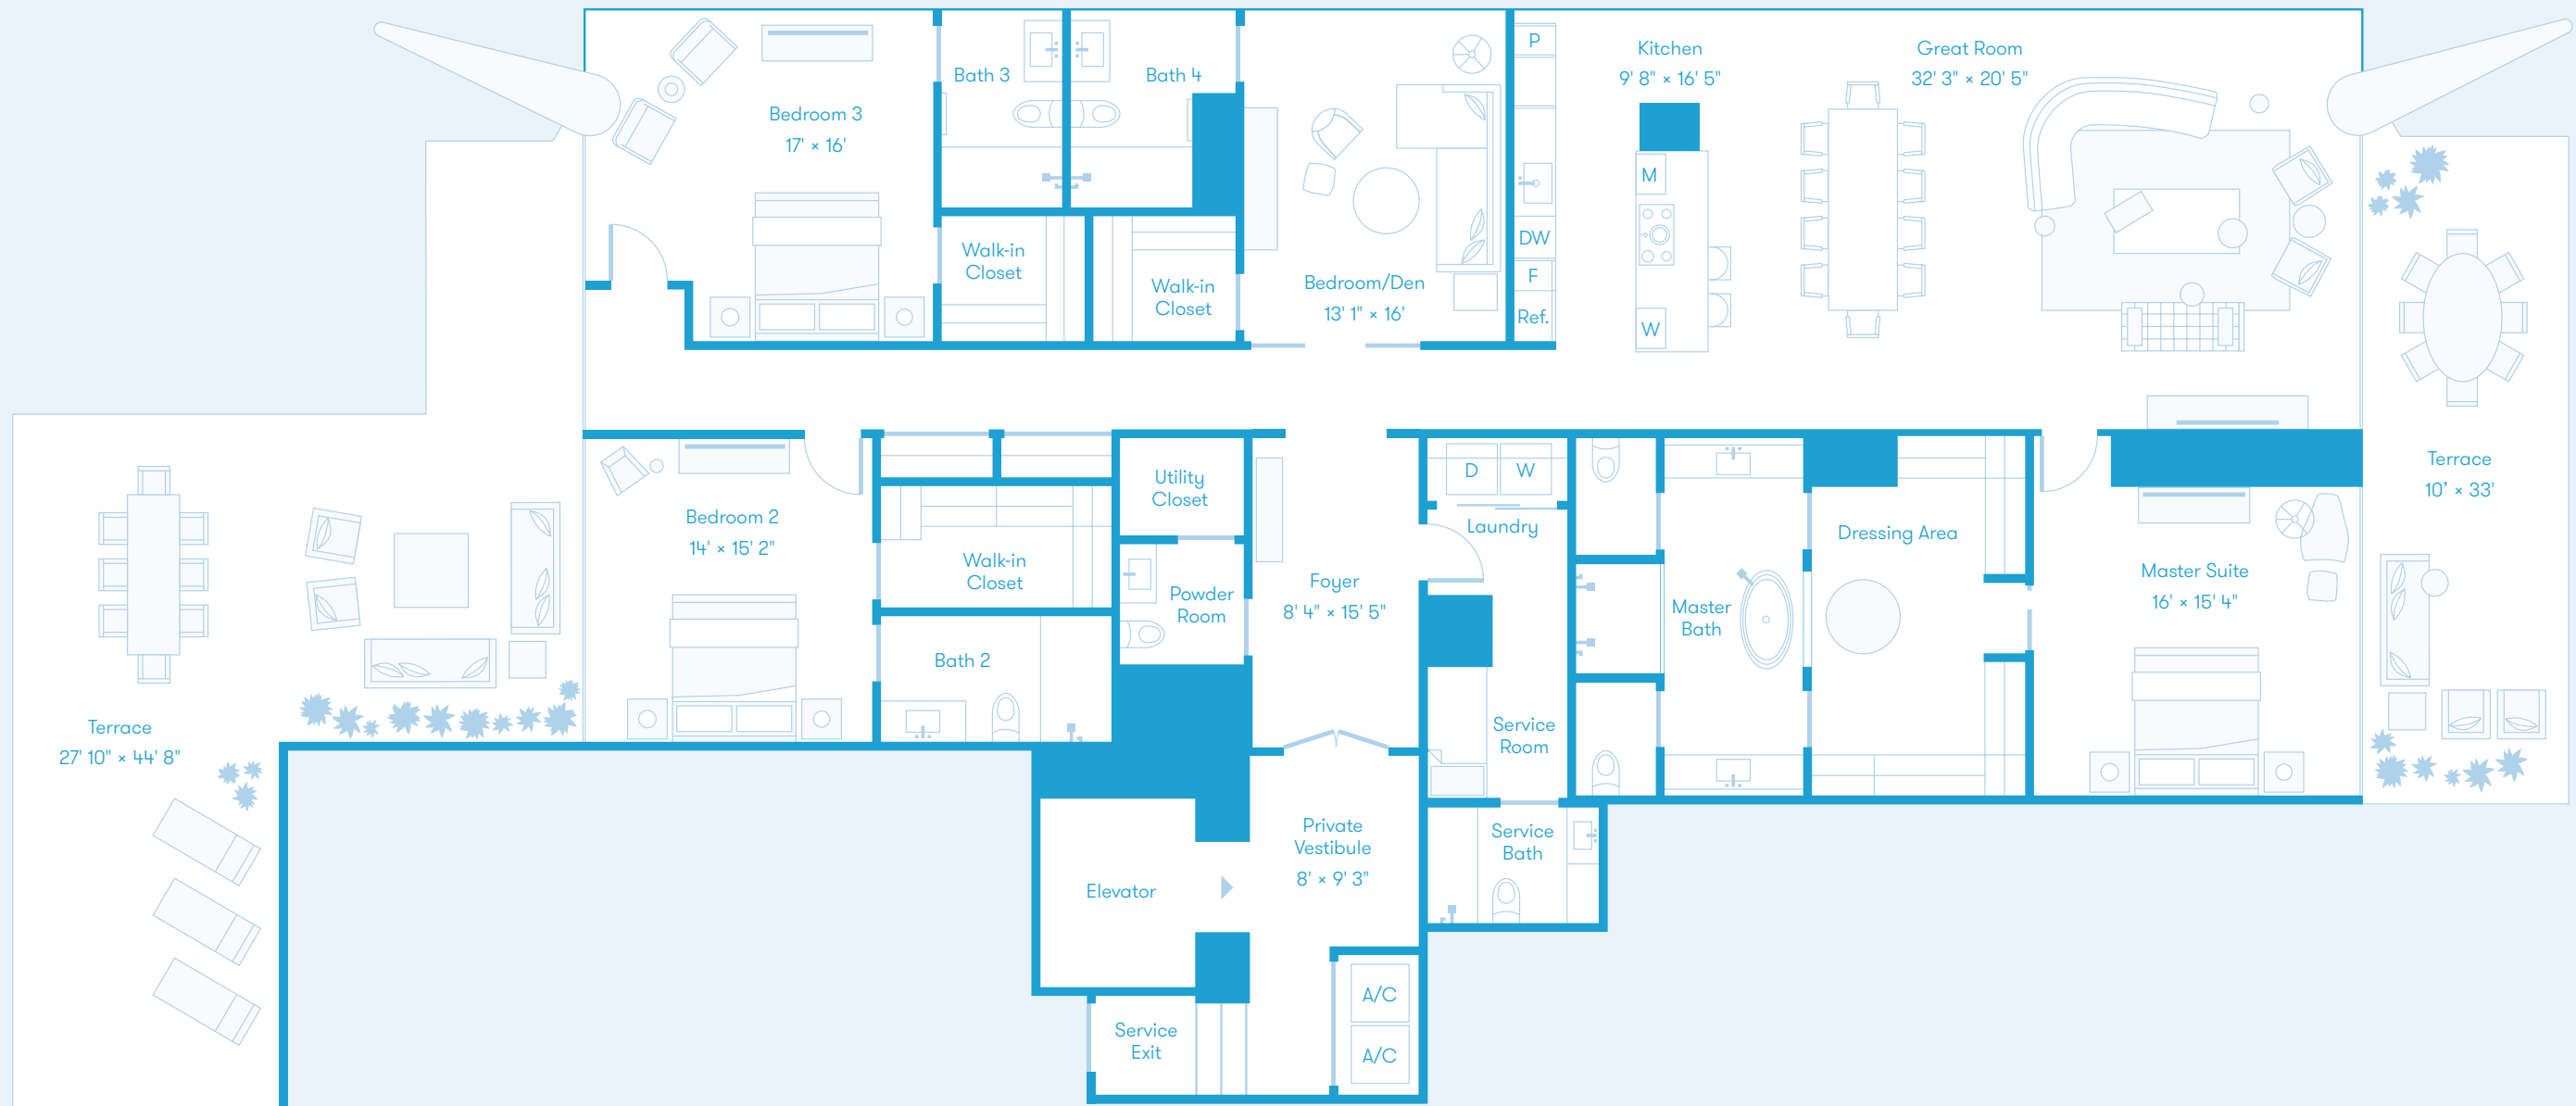 Bedroom 3
17' × 16'
Bath 3
Bath 4
Walk-in
Closet
Walk-in
Closet
Bedroom/Den
13' 1" × 16'
P
DW
F
Ref.
Kitchen
9' 8" × 16' 5"
M
W
Great Room
32' 3" × 20' 5"
Terrace
10’ × 33'
Terrace
27' 10" × 44' 8"
Bedroom 2
14' × 15' 2"
Walk-in
Closet
Bath 2
Utility
Closet
Powder
Room
Foyer
8' 4" × 15' 5"
D
W
Laundry
Service
Room
Master
Bath
Dressing Area
Master Suite
16' × 15' 4"
Private
Vestibule
8' × 9' 3"
Elevator
Service
Bath
Service
Exit
A/C
A/C